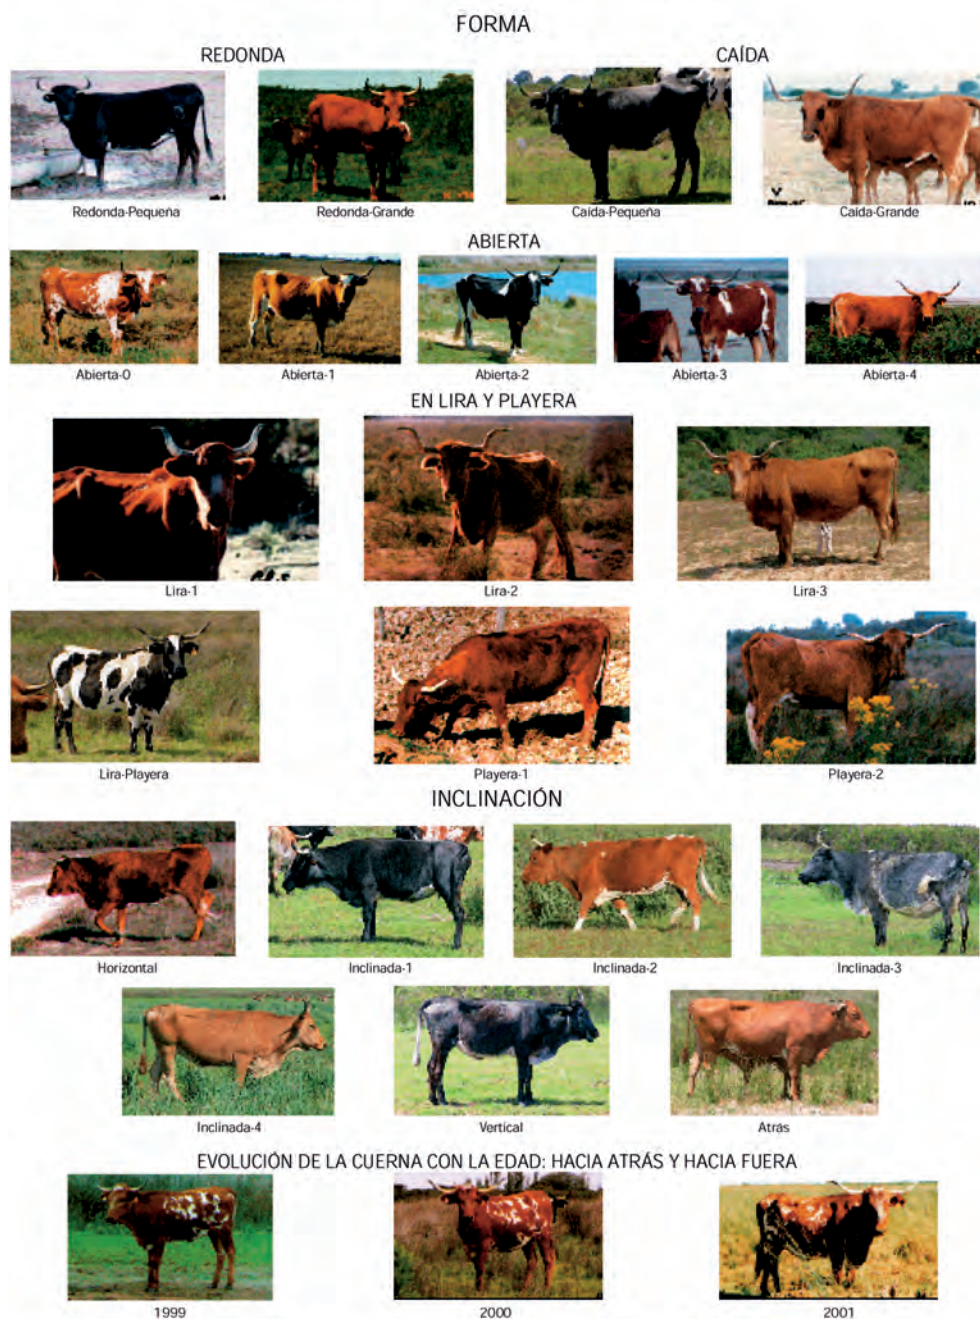 FORMA
REDONDA
CAÍDA
Redonda-Pequeña
Redonda-Grande
Caída-Pequeña
Caída-Grande
ABIERTA
Abierta-0
Abierta-1
Abierta-2
Abierta-3
Abierta-4
EN LIRA Y PLAYERA
Lira-1
Lira-2
Lira-3
Lira-Playera
Playera-1
Playera-2
INCLINACIÓN
Horizontal
Inclinada-1
Inclinada-2
Inclinada-3
Inclinada-4
Vertical
Atrás
EVOLUCIÓN DE LA CUERNA CON LA EDAD: HACIA ATRÁS Y HACIA FUERA
1999
2000
2001